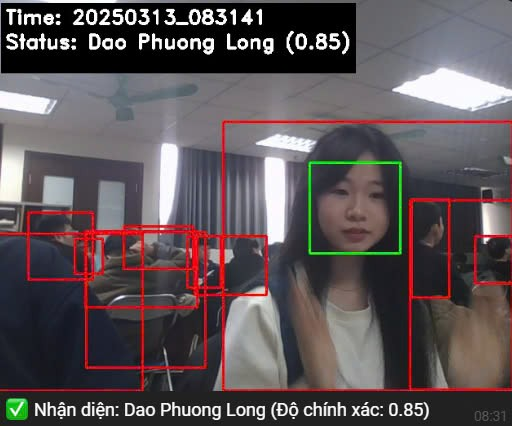 Time: 20250313_083141
Status: Dao Phuong Long (0.85)
✅ Nhận diện: Dao Phuong Long (Độ chính xác: 0.85)
08:31